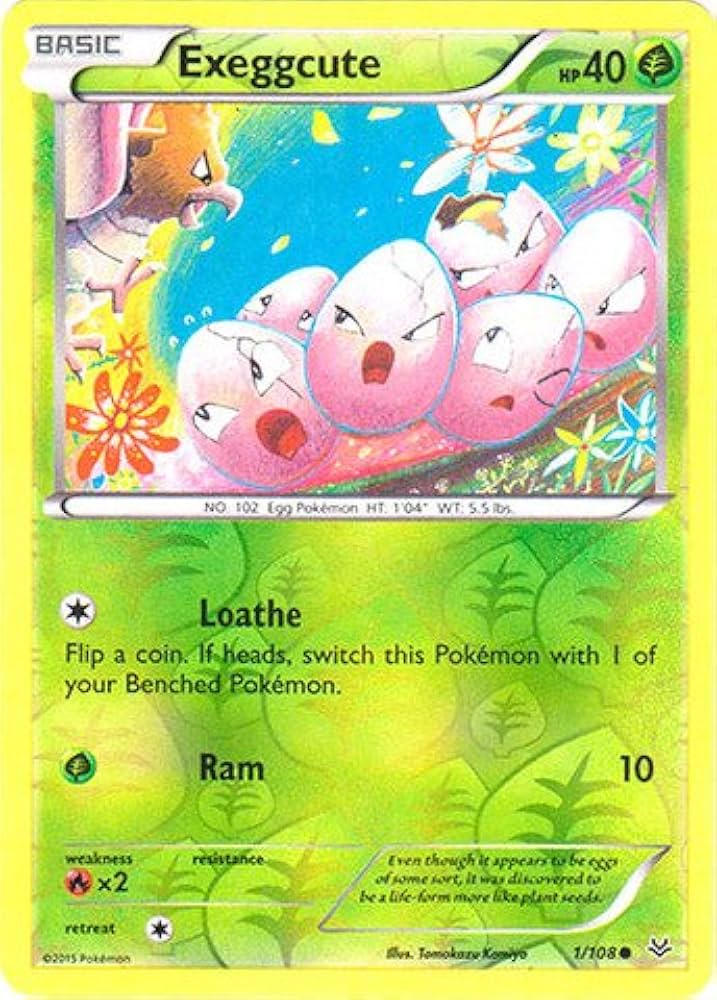 BASIC
Exeggcute
HP40
NO. 102 Egg Pokémon HT: 1'04" WT: 5.5 lbs.
Loathe
Flip a coin. If heads, switch this Pokémon with 1 of
your Benched Pokémon.
Ram 10
weakness resistance
×2
Even though it appears to be eggs
of some sort, it was discovered to
be a life-form more like plant seeds.
retreat
©2015 Pokémon
Illus. Tomokazu Komiya
1/108